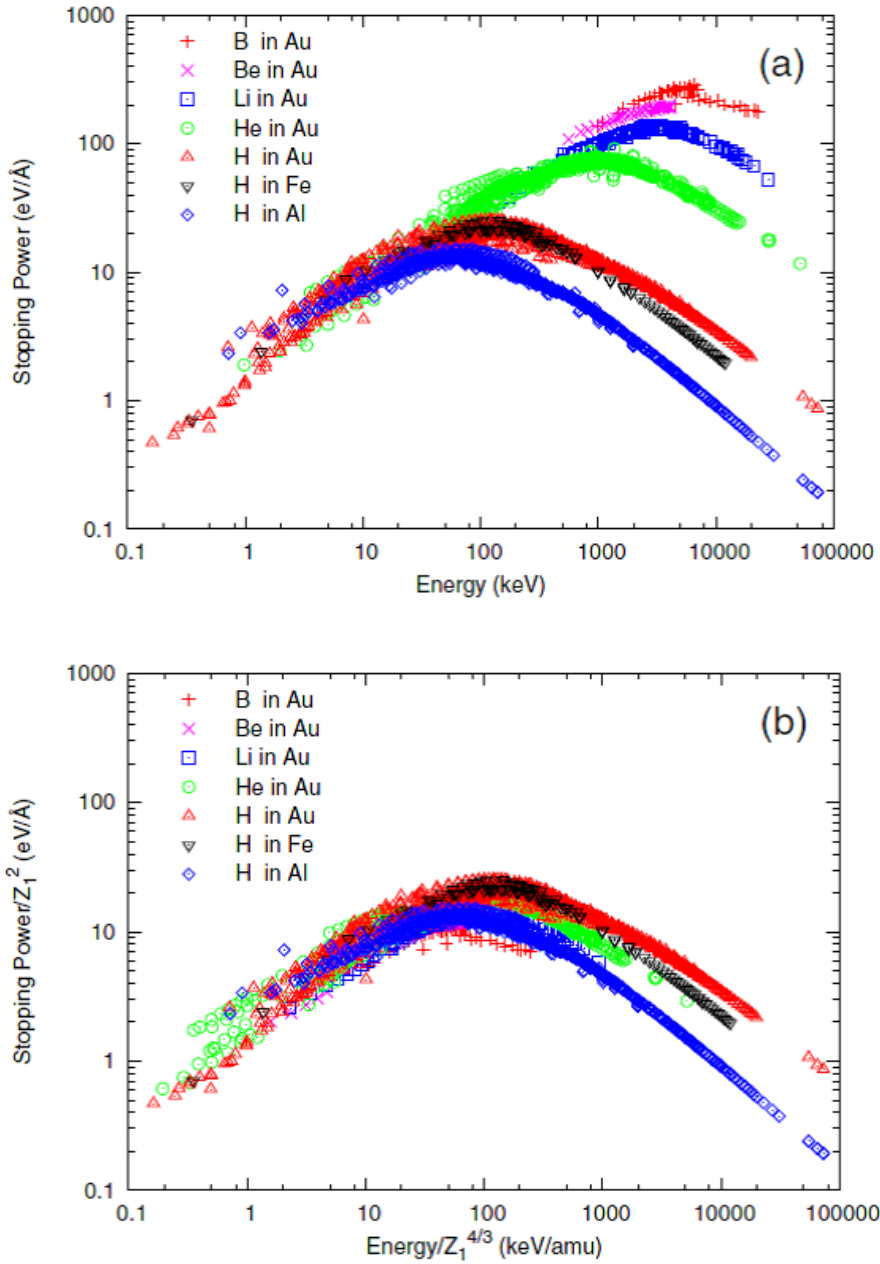 1000
100
10
1
0.1
Stopping Power (eV/Å)
B in Au
Be in Au
Li in Au
He in Au
H in Au
H in Fe
H in Al
(a)
0.1 1 10 100 1000 10000 100000
Energy (keV)
1000
100
10
1
0.1
Stopping Power/Z₁² (eV/Å)
B in Au
Be in Au
Li in Au
He in Au
H in Au
H in Fe
H in Al
(b)
0.1 1 10 100 1000 10000 100000
Energy/Z₁⁴/³ (keV/amu)